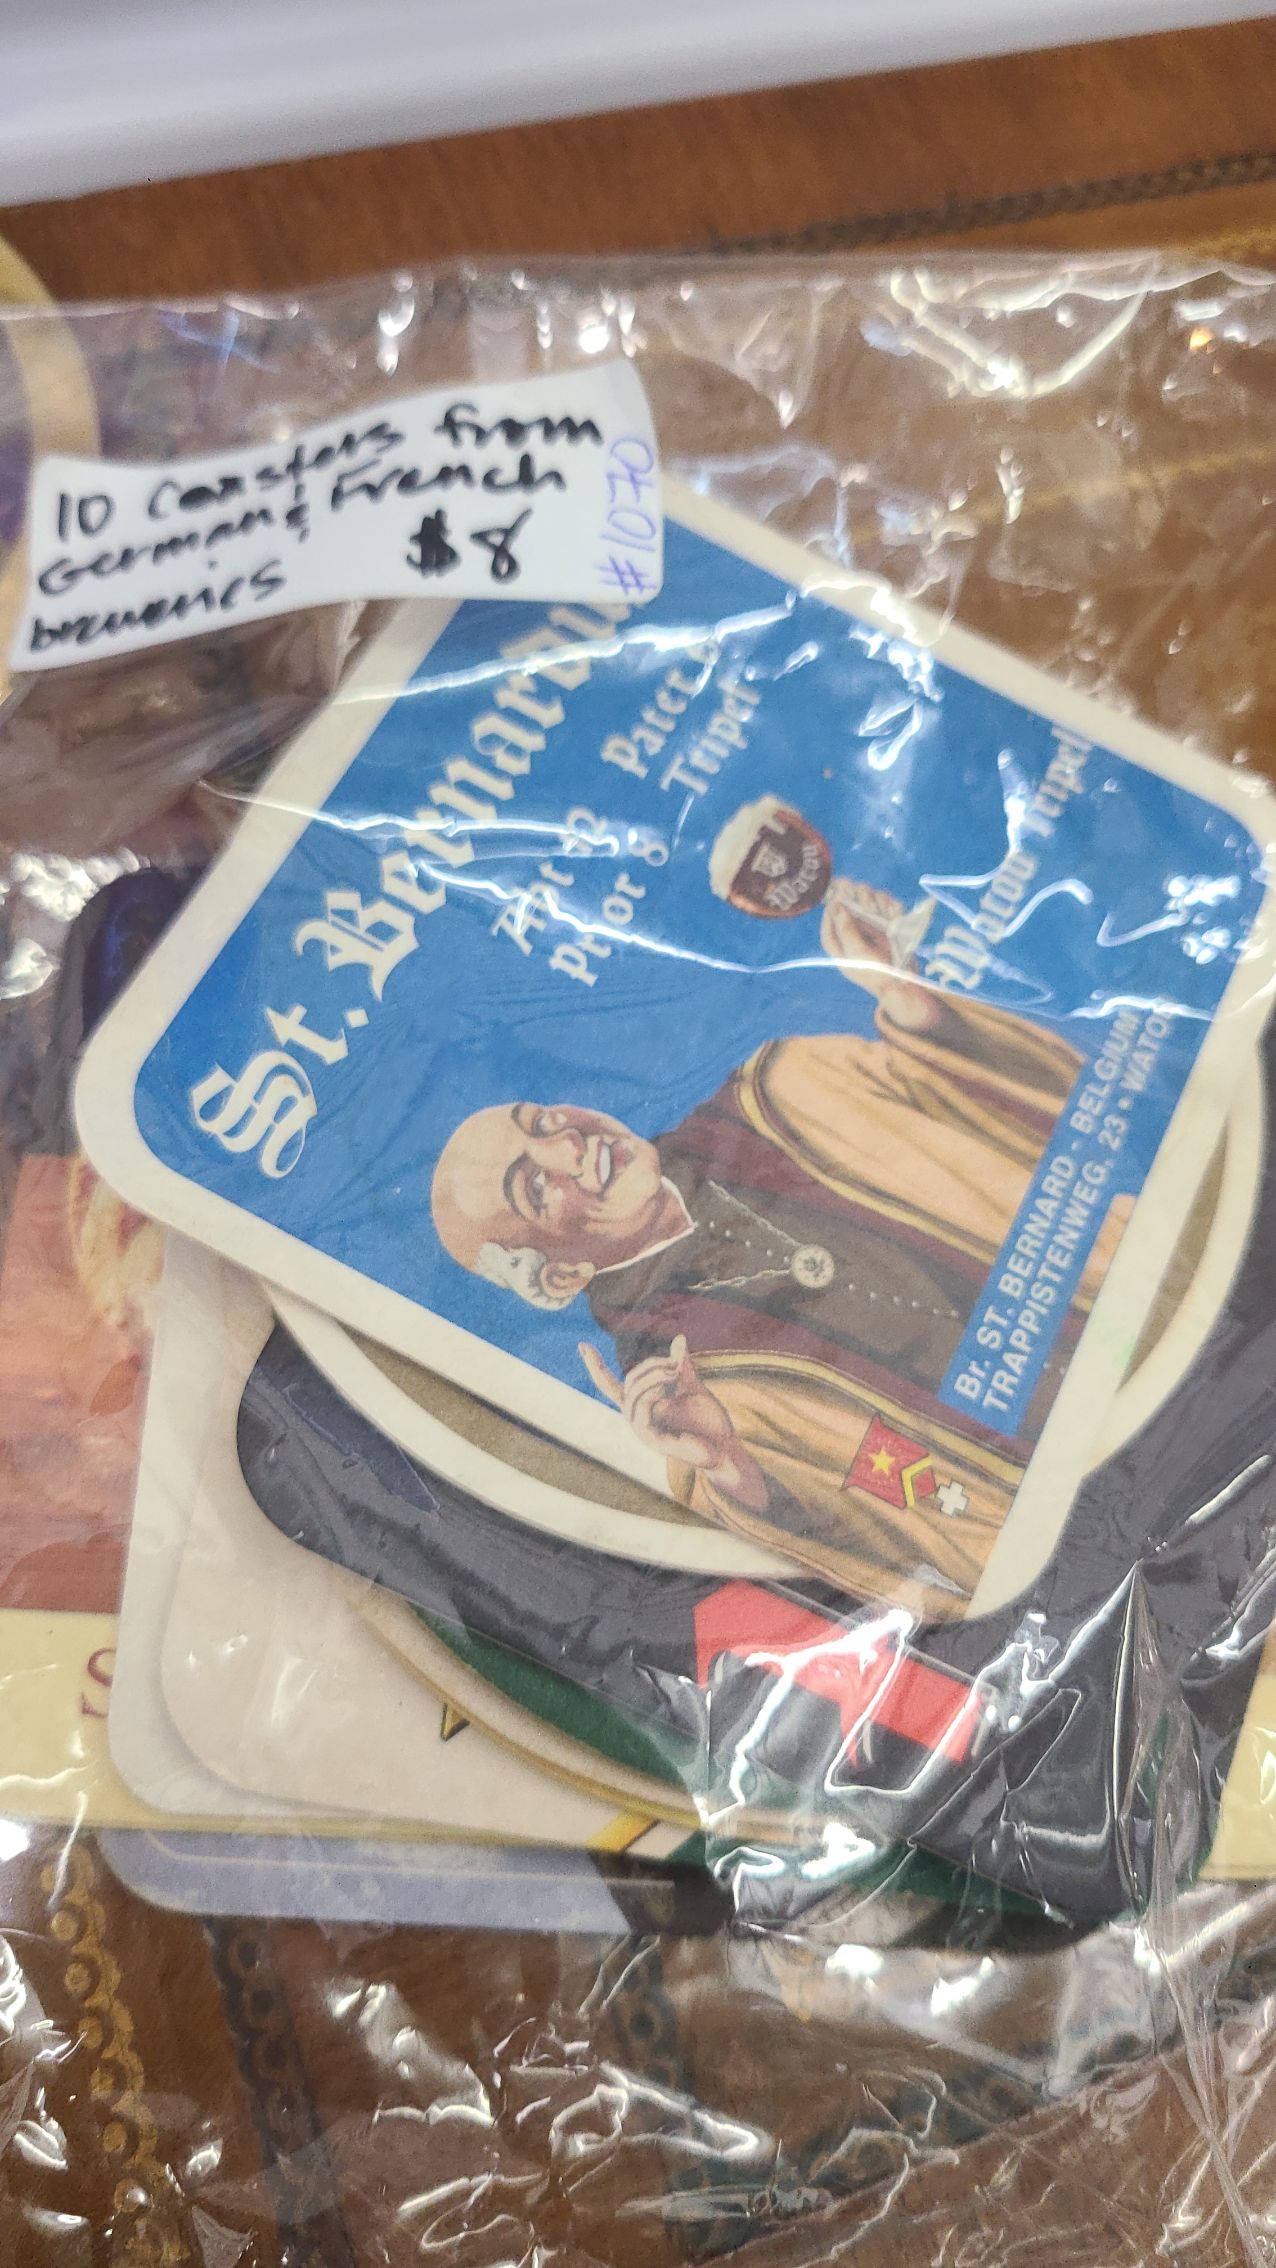 10 Coasters from
German & French
breweries $8
#1070
St. Bernardus
Abt 12 Pater 6
Prior 8 Tripel
Watou
Watou Tripel
Br. ST. BERNARD - BELGIUM
TRAPPISTENWEG. 23 • WATOU